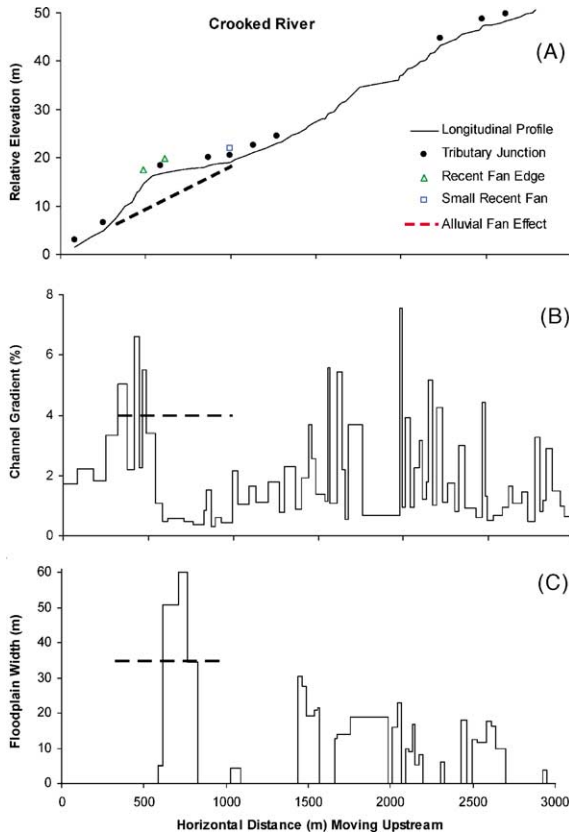 Crooked River
(A)
Relative Elevation (m)
50
40
30
20
10
0
Longitudinal Profile
Tributary Junction
Recent Fan Edge
Small Recent Fan
Alluvial Fan Effect
(B)
Channel Gradient (%)
8
6
4
2
0
(C)
Floodplain Width (m)
60
50
40
30
20
10
0
0 500 1000 1500 2000 2500 3000
Horizontal Distance (m) Moving Upstream